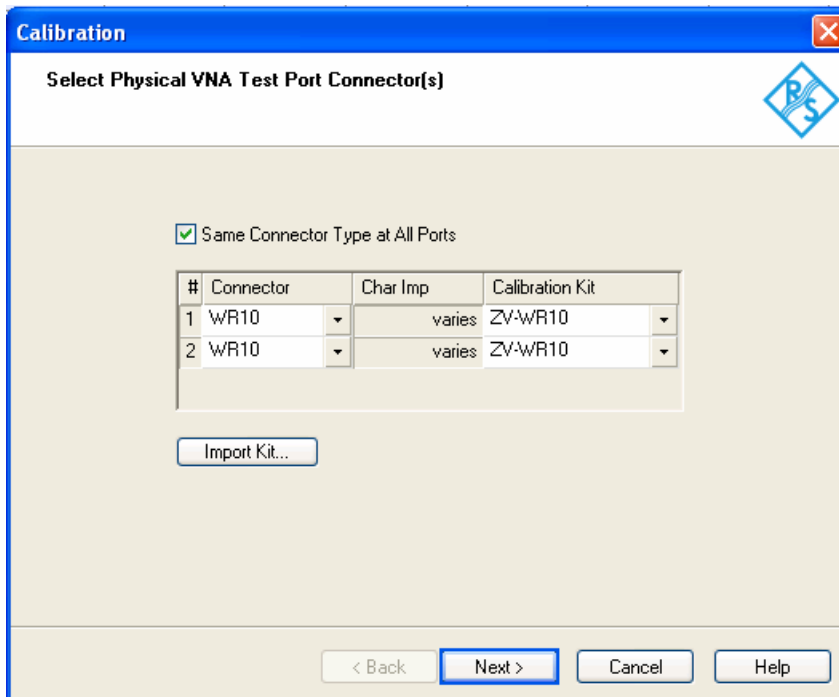 Calibration
Select Physical VNA Test Port Connector(s)
R
S
Same Connector Type at All Ports
# Connector Char Imp Calibration Kit
1 WR10 varies ZV-WR10
2 WR10 varies ZV-WR10
Import Kit...
< Back Next > Cancel Help